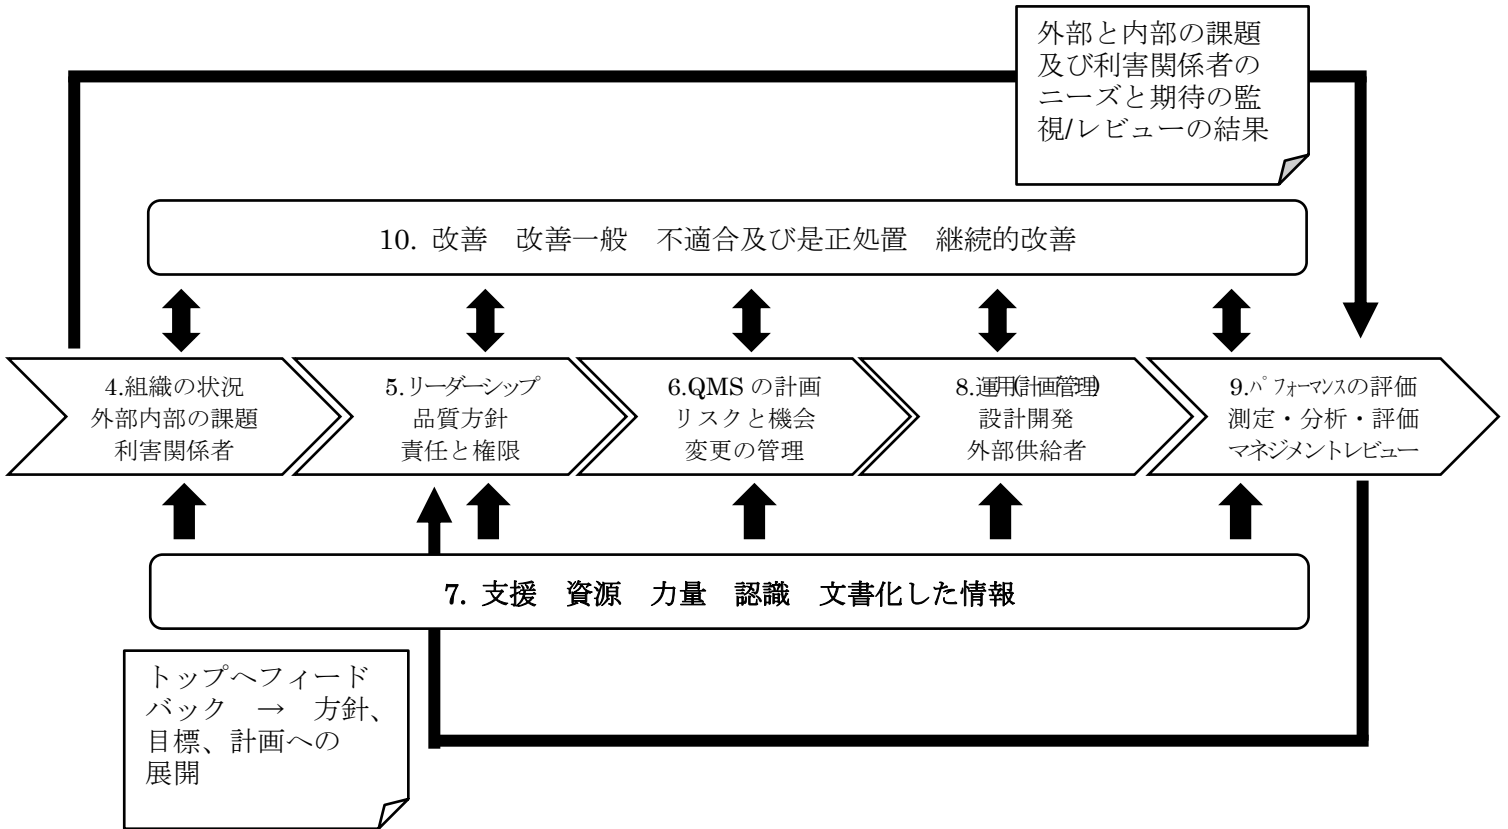 外部と内部の課題
及び利害関係者の
ニーズと期待の監
視/レビューの結果
10. 改善　改善一般　不適合及び是正処置　継続的改善
4.組織の状況
外部内部の課題
利害関係者
5.リーダーシップ
品質方針
責任と権限
6.QMS の計画
リスクと機会
変更の管理
8.運用(計画管理)
設計開発
外部供給者
9.パフォーマンスの評価
測定・分析・評価
マネジメントレビュー
7. 支援　資源　力量　認識　文書化した情報
トップへフィード
バック　→　方針、
目標、計画への
展開